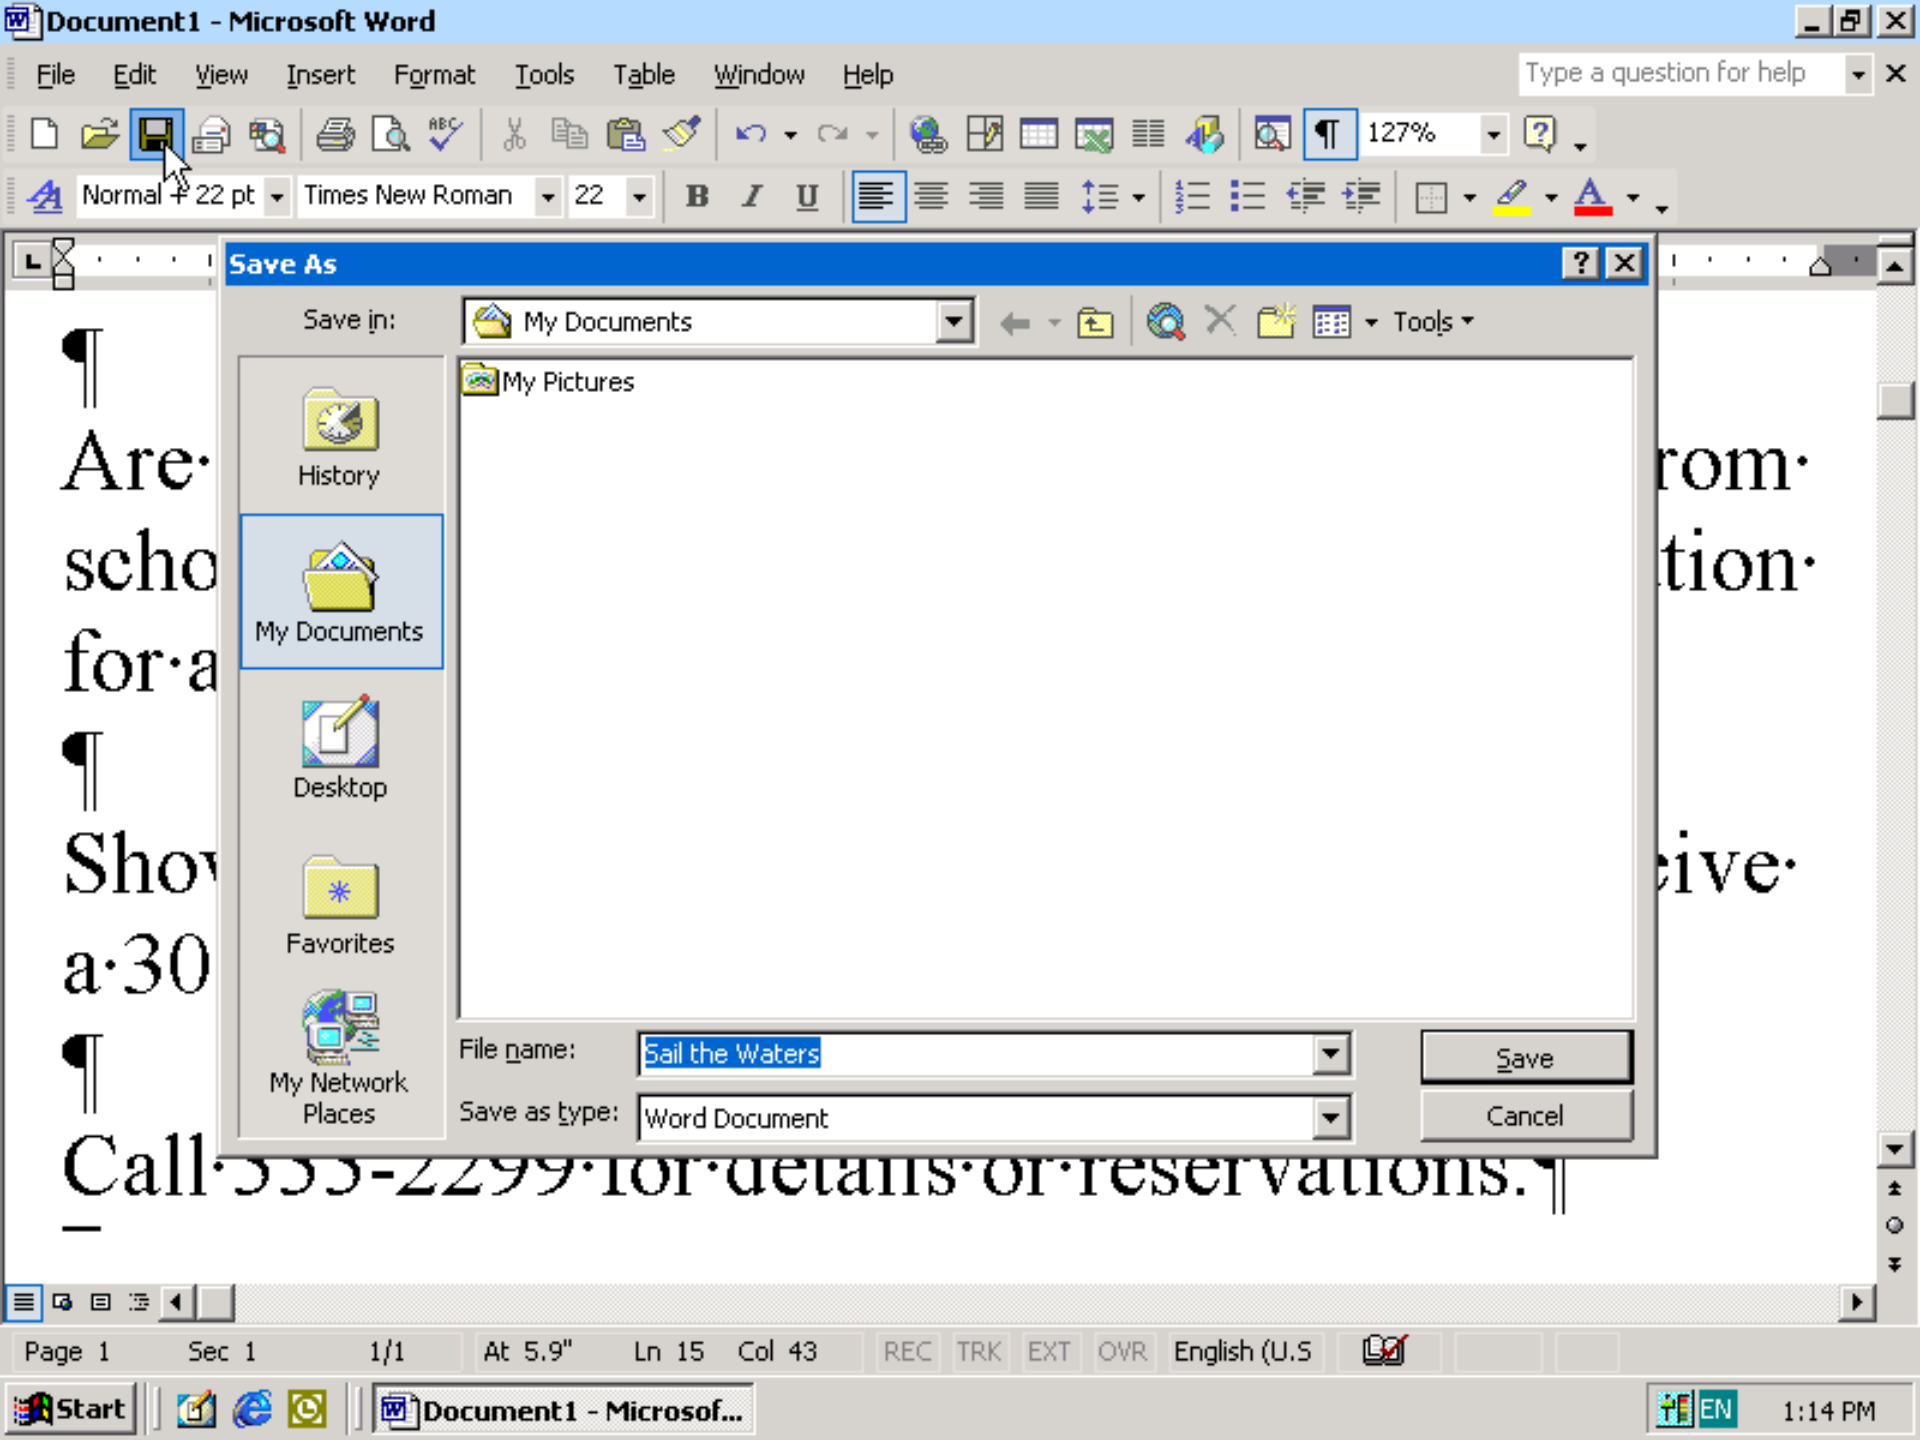 Document1 - Microsoft Word
File Edit View Insert Format Tools Table Window Help Type a question for help
ABC 127%
Normal + 22 pt Times New Roman 22 B I U A
Save As
Save in: My Documents Tools
My Pictures
History
My Documents
Desktop
Favorites
My Network
Places
File name: Sail the Waters Save
Save as type: Word Document Cancel
¶
Are· rom·
scho tion·
for·a
¶
Shov eive·
a·30
¶
Call·555-2299·for·details·or·reservations.¶
Page 1 Sec 1 1/1 At 5.9" Ln 15 Col 43 REC TRK EXT OVR English (U.S
Start Document1 - Microsof... EN 1:14 PM